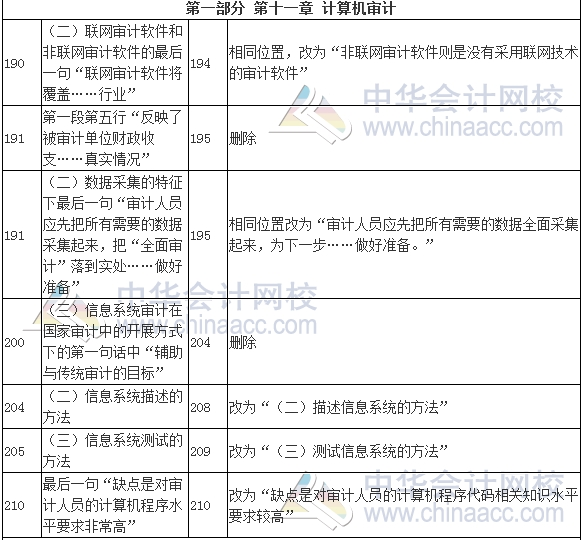 第一部分 第十一章 计算机审计
190
（二）联网审计软件和
非联网审计软件的最后
一句“联网审计软件将
覆盖……行业”
194
相同位置，改为“非联网审计软件则是没有采用联网技术
的审计软件”
191
第一段第五行“反映了
被审计单位财政收
支……真实情况”
195
删除
191
（二）数据采集的特征
下最后一句“审计人员
应先把所有需要的数据
采集起来，把“全面审
计”落到实处……做好
准备”
195
相同位置改为“审计人员应先把所有需要的数据全面采集
起来，为下一步……做好准备。”
200
（三）信息系统审计在
国家审计中的开展方式
下的第一句话中“辅助
与传统审计的目标”
204
删除
204
（二）信息系统描述的
方法
208
改为“（二）描述信息系统的方法”
205
（三）信息系统测试的
方法
209
改为“（三）测试信息系统的方法”
210
最后一句“缺点是对审
计人员的计算机程序水
平要求非常高”
210
改为“缺点是对审计人员的计算机程序代码相关知识水平
要求较高”
中华会计网校
www.chinaacc.com
中华会计网校
www.chinaacc.com
中华会计网校
www.chinaacc.com